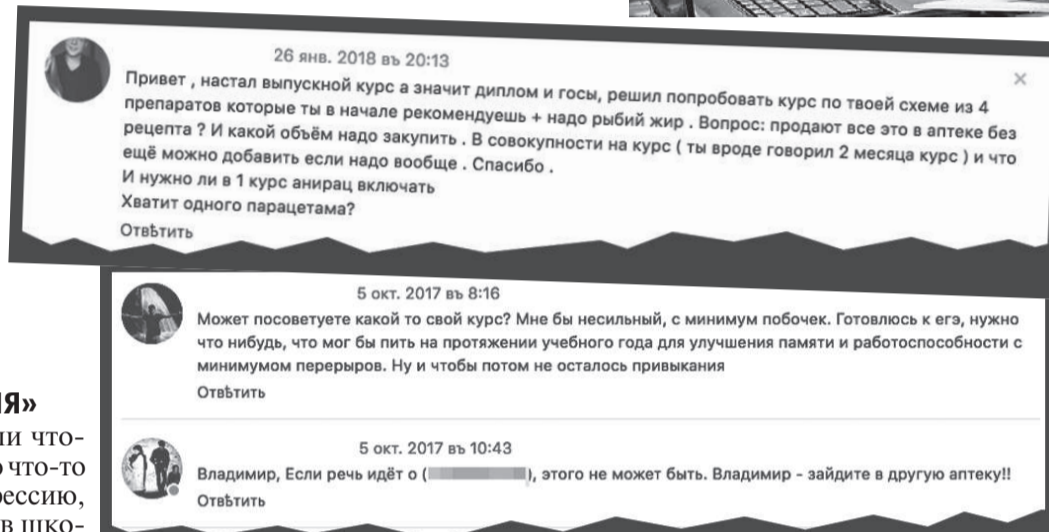 26 янв. 2018 въ 20:13
Привет , настал выпускной курс а значит диплом и госы, решил попробовать курс по твоей схеме из 4
препаратов которые ты в начале рекомендуешь + надо рыбий жир . Вопрос: продают все это в аптеке без
рецепта ? И какой объём надо закупить . В совокупности на курс ( ты вроде говорил 2 месяца курс ) и что
ещё можно добавить если надо вообще . Спасибо .
И нужно ли в 1 курс анирац включать
Хватит одного парацетама?
Отвѣтить
5 окт. 2017 въ 8:16
Может посоветуете какой то свой курс? Мне бы несильный, с минимум побочек. Готовлюсь к егэ, нужно
что нибудь, что мог бы пить на протяжении учебного года для улучшения памяти и работоспособности с
минимумом перерыров. Ну и чтобы потом не осталось привыкания
Отвѣтить
5 окт. 2017 въ 10:43
Владимир, Если речь идёт о ( ), этого не может быть. Владимир - зайдите в другую аптеку!!
Отвѣтить
Я»
ли что-
о что-то
рессию,
в шко-